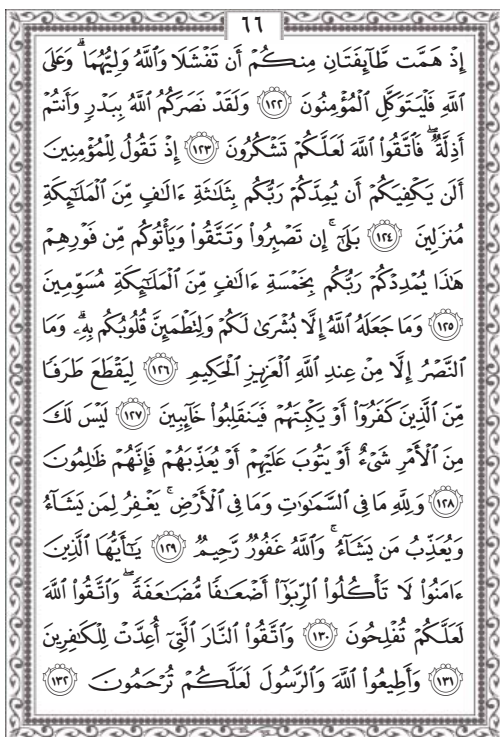 ٦٦
إِذۡ هَمَّت طَّآئِفَتَانِ مِنكُمۡ أَن تَفۡشَلَا وَٱللَّهُ وَلِيُّهُمَاۗ وَعَلَى
ٱللَّهِ فَلۡيَتَوَكَّلِ ٱلۡمُؤۡمِنُونَ ١٢٢ وَلَقَدۡ نَصَرَكُمُ ٱللَّهُ بِبَدۡرٖ وَأَنتُمۡ
أَذِلَّةٞۖ فَٱتَّقُواْ ٱللَّهَ لَعَلَّكُمۡ تَشۡكُرُونَ ١٢٣ إِذۡ تَقُولُ لِلۡمُؤۡمِنِينَ
أَلَن يَكۡفِيَكُمۡ أَن يُمِدَّكُمۡ رَبُّكُم بِثَلَٰثَةِ ءَالَٰفٖ مِّنَ ٱلۡمَلَٰٓئِكَةِ
مُنزَلِينَ ١٢٤ بَلَىٰٓۚ إِن تَصۡبِرُواْ وَتَتَّقُواْ وَيَأۡتُوكُم مِّن فَوۡرِهِمۡ
هَٰذَا يُمۡدِدۡكُمۡ رَبُّكُم بِخَمۡسَةِ ءَالَٰفٖ مِّنَ ٱلۡمَلَٰٓئِكَةِ مُسَوِّمِينَ
١٢٥ وَمَا جَعَلَهُ ٱللَّهُ إِلَّا بُشۡرَىٰ لَكُمۡ وَلِتَطۡمَئِنَّ قُلُوبُكُم بِهِۦۗ وَمَا
ٱلنَّصۡرُ إِلَّا مِنۡ عِندِ ٱللَّهِ ٱلۡعَزِيزِ ٱلۡحَكِيمِ ١٢٦ لِيَقۡطَعَ طَرَفٗا
مِّنَ ٱلَّذِينَ كَفَرُوٓاْ أَوۡ يَكۡبِتَهُمۡ فَيَنقَلِبُواْ خَآئِبِينَ ١٢٧ لَيۡسَ لَكَ
مِنَ ٱلۡأَمۡرِ شَيۡءٌ أَوۡ يَتُوبَ عَلَيۡهِمۡ أَوۡ يُعَذِّبَهُمۡ فَإِنَّهُمۡ ظَٰلِمُونَ
١٢٨ وَلِلَّهِ مَا فِي ٱلسَّمَٰوَٰتِ وَمَا فِي ٱلۡأَرۡضِۚ يَغۡفِرُ لِمَن يَشَآءُ
وَيُعَذِّبُ مَن يَشَآءُۚ وَٱللَّهُ غَفُورٞ رَّحِيمٞ ١٢٩ يَٰٓأَيُّهَا ٱلَّذِينَ
ءَامَنُواْ لَا تَأۡكُلُواْ ٱلرِّبَوٰٓاْ أَضۡعَٰفٗا مُّضَٰعَفَةٗۖ وَٱتَّقُواْ ٱللَّهَ
لَعَلَّكُمۡ تُفۡلِحُونَ ١٣٠ وَٱتَّقُواْ ٱلنَّارَ ٱلَّتِيٓ أُعِدَّتۡ لِلۡكَٰفِرِينَ
١٣١ وَأَطِيعُواْ ٱللَّهَ وَٱلرَّسُولَ لَعَلَّكُمۡ تُرۡحَمُونَ ١٣٢